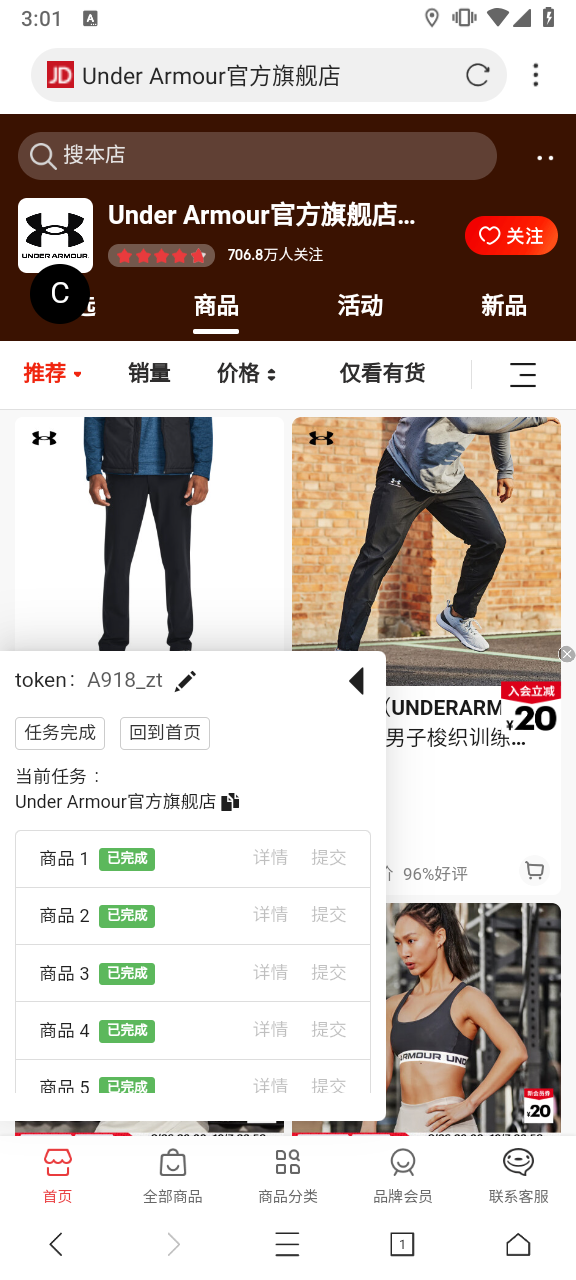 3:01
A
JD Under Armour官方旗舰店
搜本店
UNDER ARMOUR.
Under Armour官方旗舰店...
706.8万人关注
关注
C
商品
活动
新品
推荐
销量
价格
仅看有货
token: A918_zt
任务完成
回到首页
当前任务：
Under Armour官方旗舰店
商品 1 已完成 详情 提交
商品 2 已完成 详情 提交
商品 3 已完成 详情 提交
商品 4 已完成 详情 提交
商品 5 已完成 详情 提交
入会立减
¥20
(UNDERARM
男子梭织训练...
96%好评
ARMOUR UND
新会员券
¥20
首页
全部商品
商品分类
品牌会员
联系客服
1